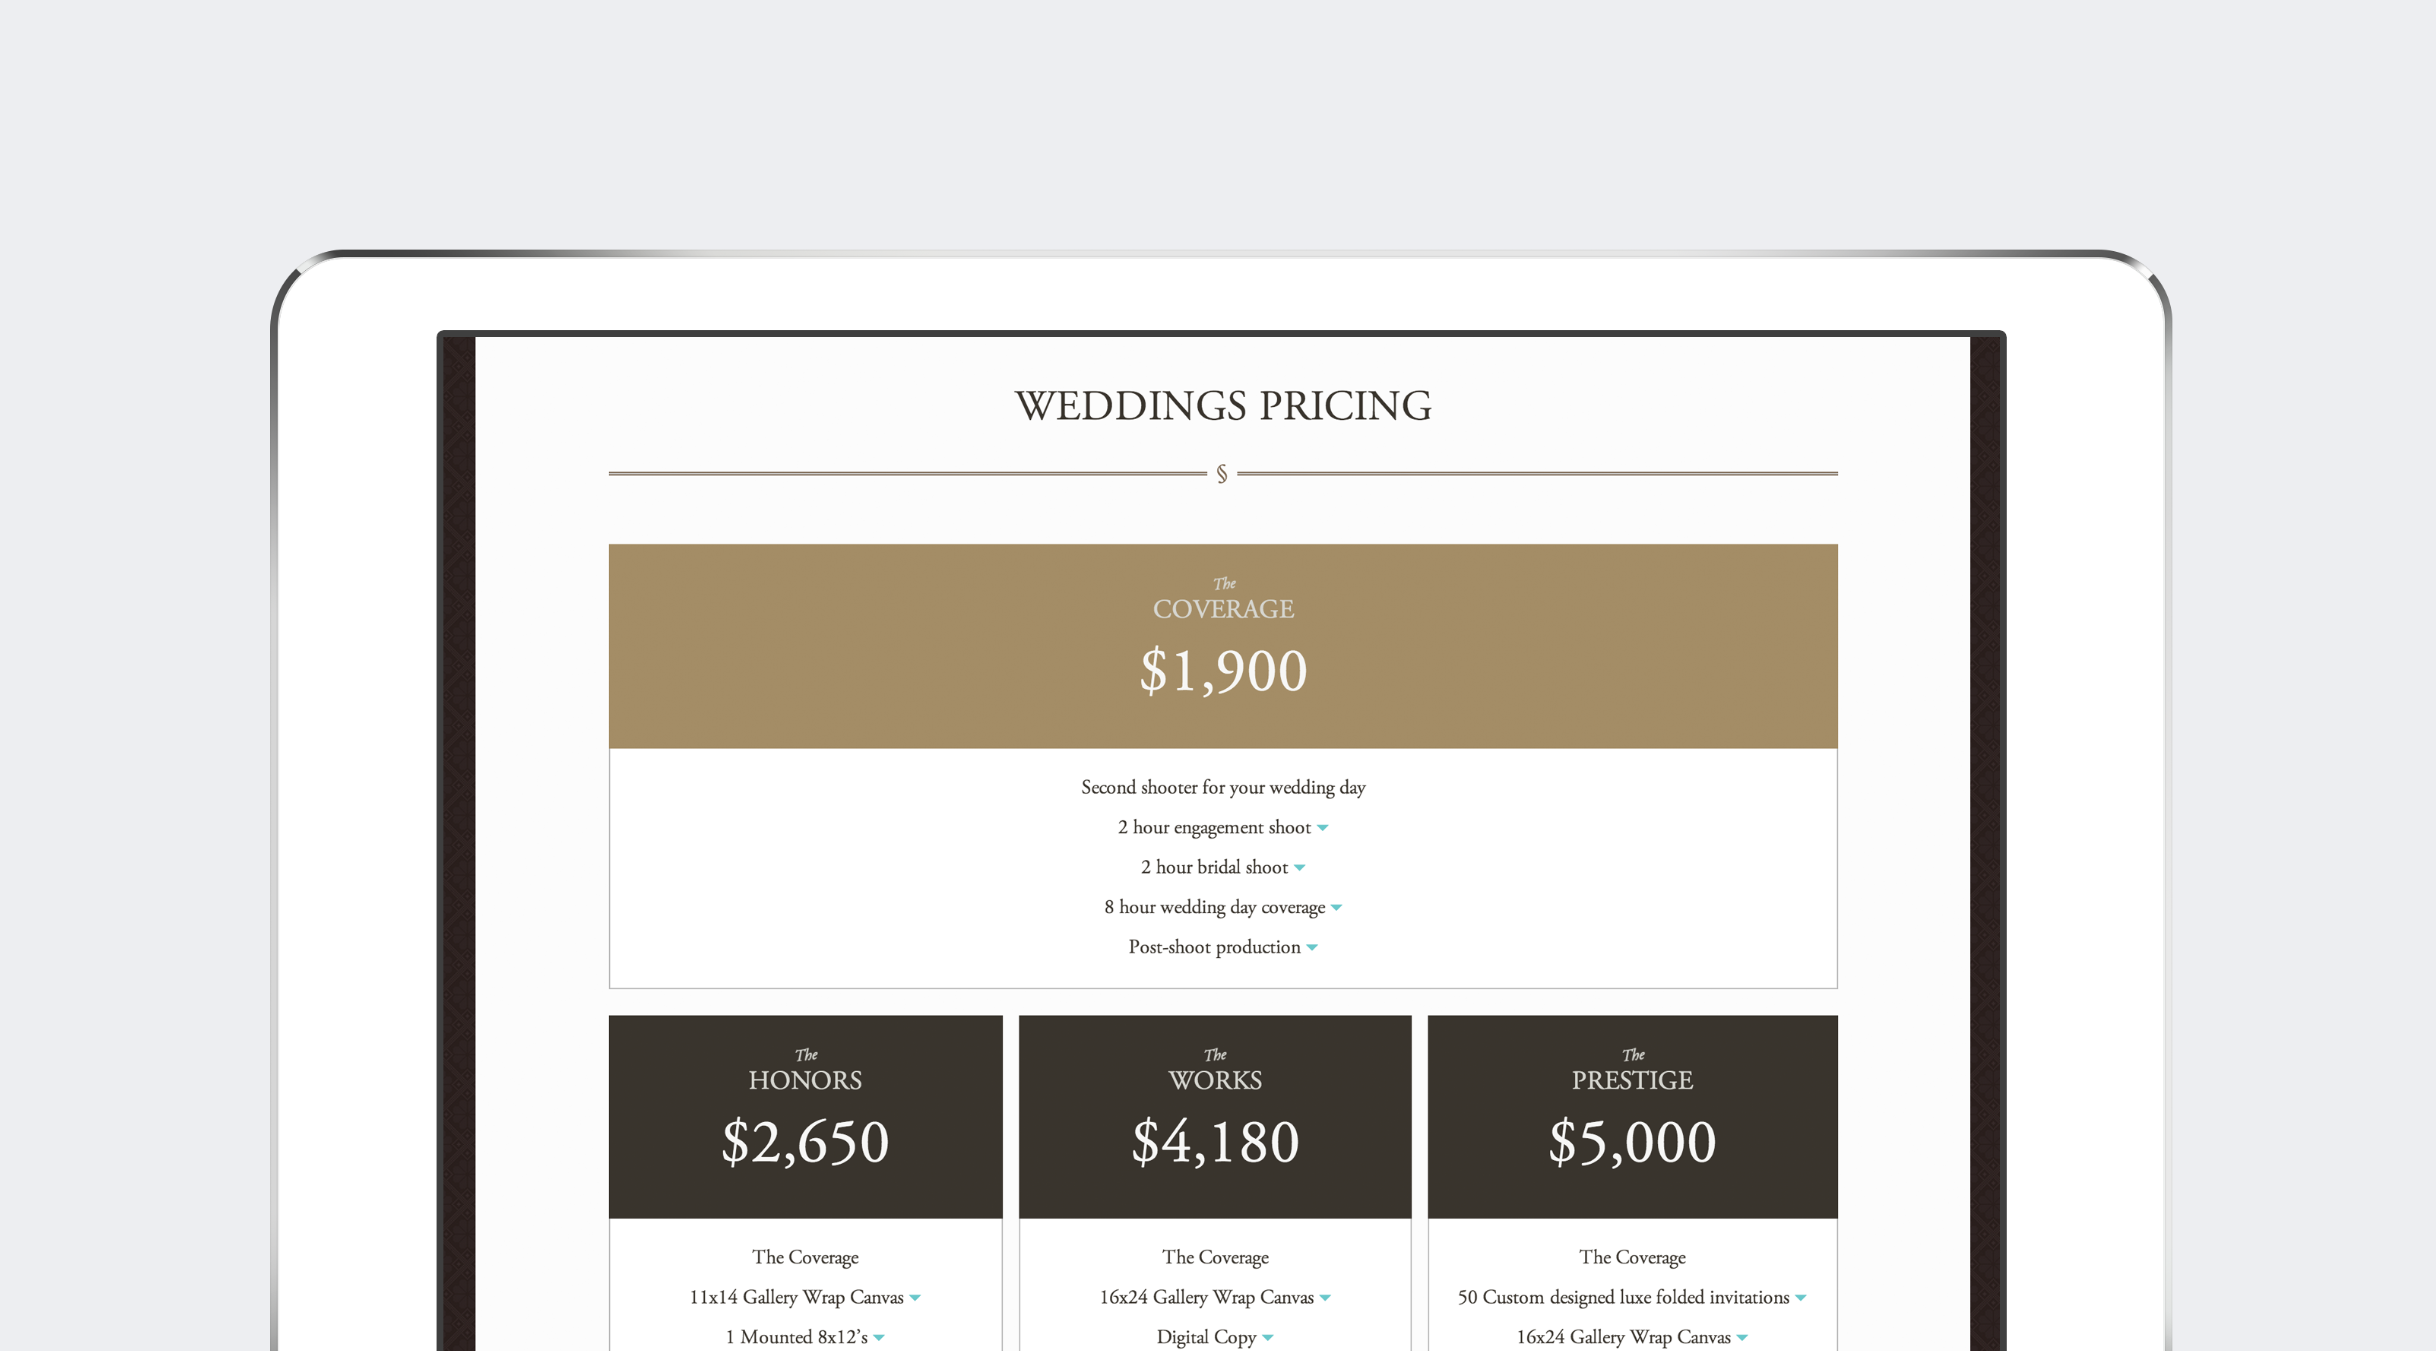 WEDDINGS PRICING
§
The
COVERAGE
$1,900
Second shooter for your wedding day
2 hour engagement shoot
2 hour bridal shoot
8 hour wedding day coverage
Post-shoot production
The
HONORS
$2,650
The Coverage
11x14 Gallery Wrap Canvas
1 Mounted 8x12’s
The
WORKS
$4,180
The Coverage
16x24 Gallery Wrap Canvas
Digital Copy
The
PRESTIGE
$5,000
The Coverage
50 Custom designed luxe folded invitations
16x24 Gallery Wrap Canvas